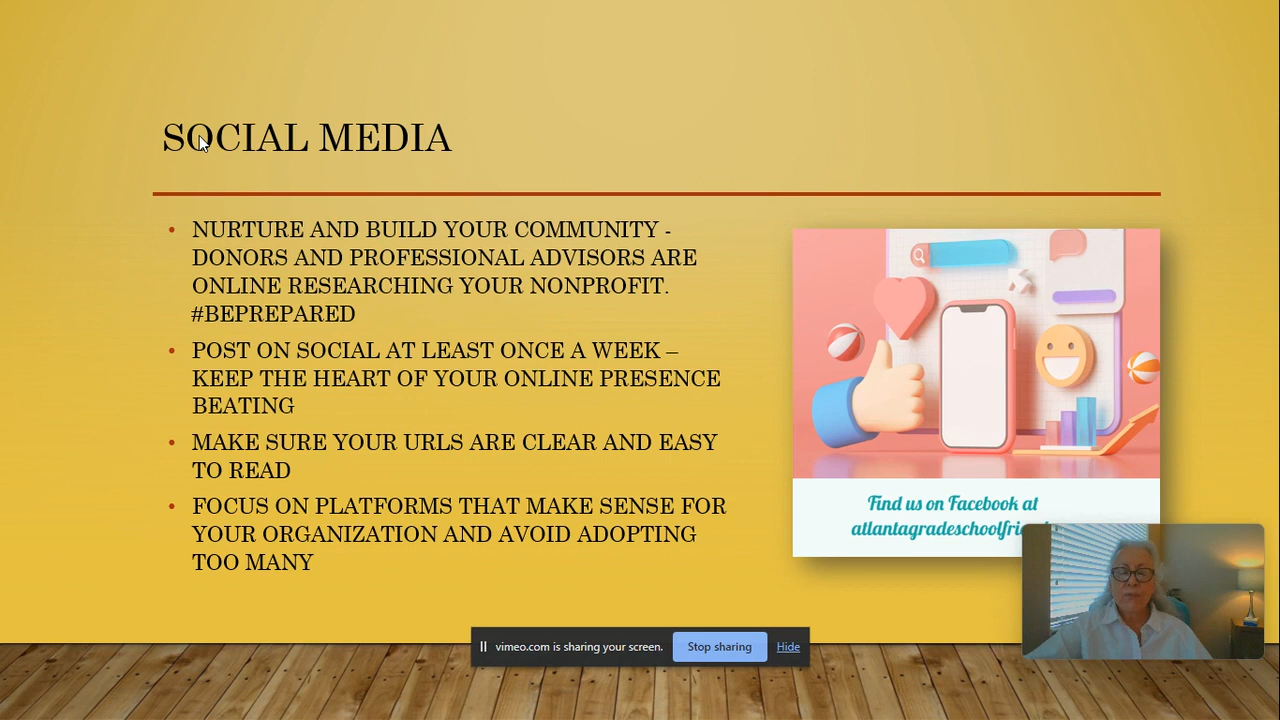 SOCIAL MEDIA
• NURTURE AND BUILD YOUR COMMUNITY -
DONORS AND PROFESSIONAL ADVISORS ARE
ONLINE RESEARCHING YOUR NONPROFIT.
#BEPREPARED
• POST ON SOCIAL AT LEAST ONCE A WEEK –
KEEP THE HEART OF YOUR ONLINE PRESENCE
BEATING
• MAKE SURE YOUR URLS ARE CLEAR AND EASY
TO READ
• FOCUS ON PLATFORMS THAT MAKE SENSE FOR
YOUR ORGANIZATION AND AVOID ADOPTING
TOO MANY
Find us on Facebook at
vimeo.com is sharing your screen.
Stop sharing
Hide